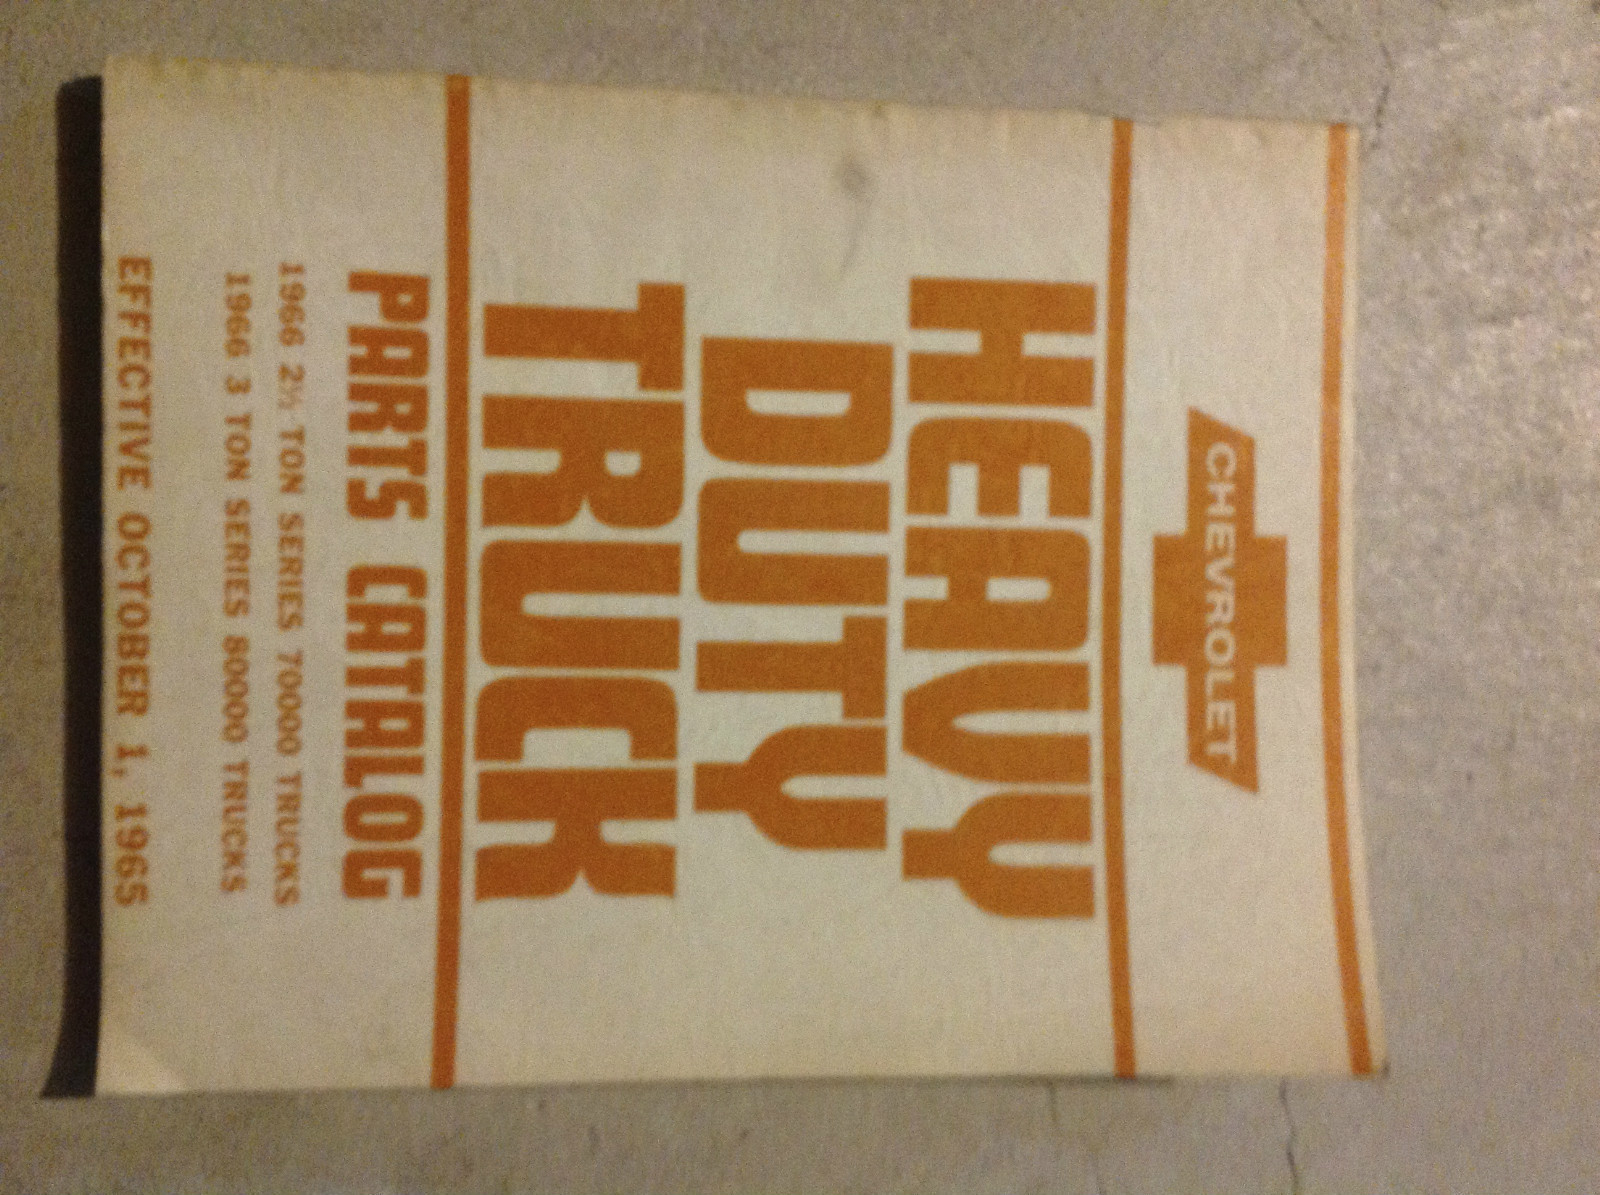 CHEVROLET
HEAVY
DUTY
TRUCK
PARTS CATALOG
1966 2½ TON SERIES 70000 TRUCKS
1966 3 TON SERIES 80000 TRUCKS
EFFECTIVE OCTOBER 1, 1965